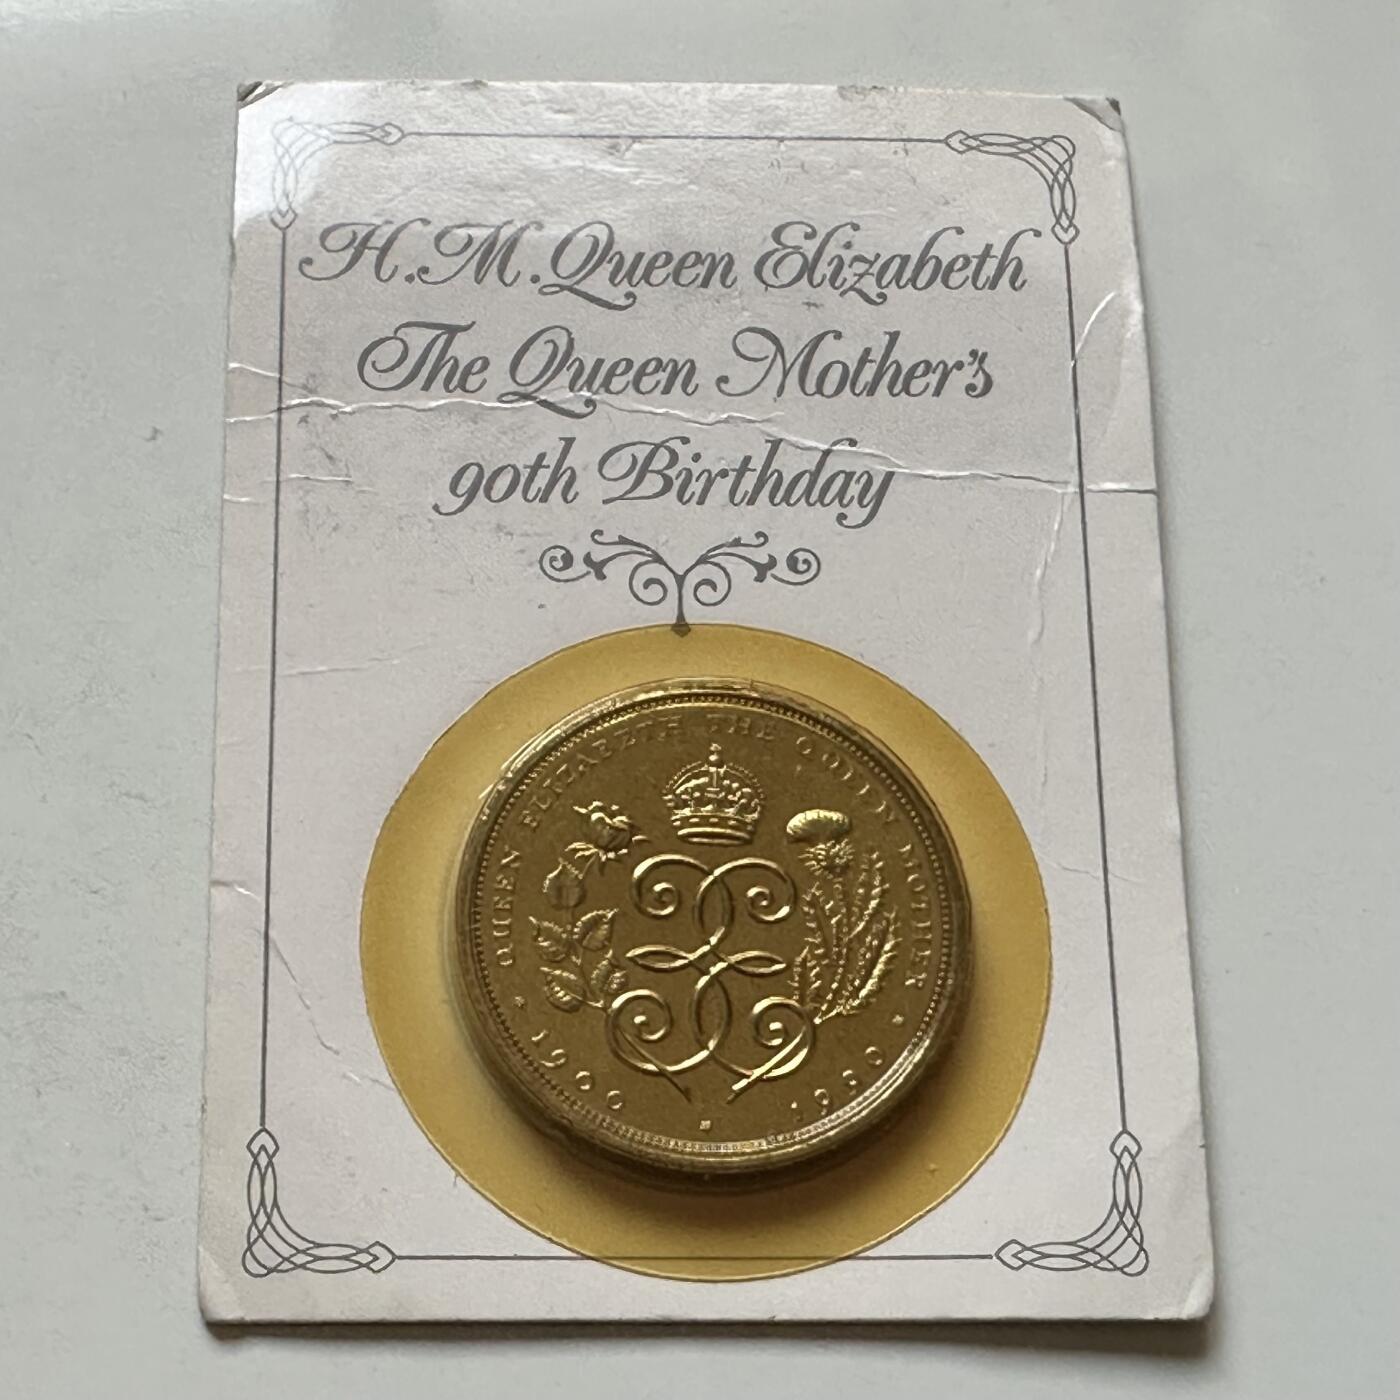 H.M. Queen Elizabeth
The Queen Mother's
90th Birthday
QUEEN ELIZABETH THE QUEEN MOTHER
1900 1990